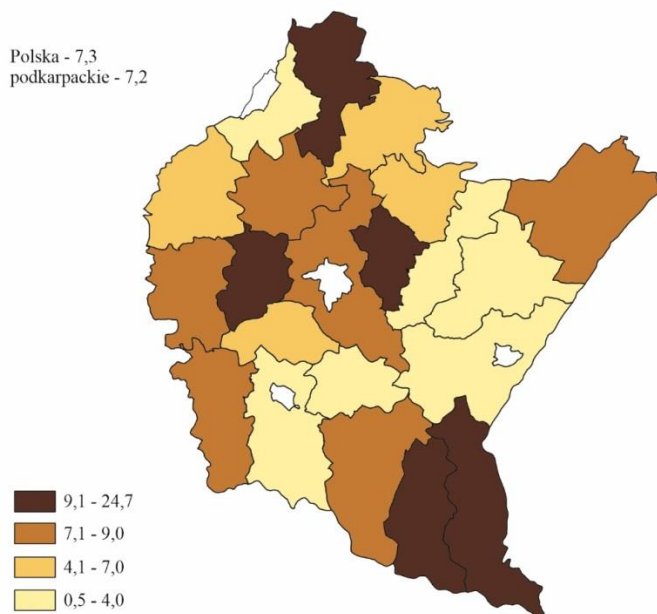 Polska - 7,3
podkarpackie - 7,2
9,1 - 24,7
7,1 - 9,0
4,1 - 7,0
0,5 - 4,0